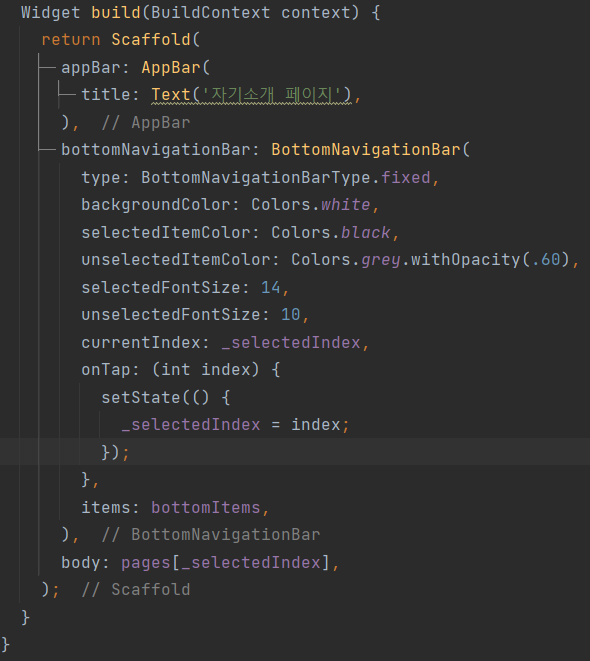 Widget build(BuildContext context) {
return Scaffold(
appBar: AppBar(
title: Text('자기소개 페이지'),
), // AppBar
bottomNavigationBar: BottomNavigationBar(
type: BottomNavigationBarType.fixed,
backgroundColor: Colors.white,
selectedItemColor: Colors.black,
unselectedItemColor: Colors.grey.withOpacity(.60),
selectedFontSize: 14,
unselectedFontSize: 10,
currentIndex: _selectedIndex,
onTap: (int index) {
setState(() {
_selectedIndex = index;
});
},
items: bottomItems,
), // BottomNavigationBar
body: pages[_selectedIndex],
); // Scaffold
}
}